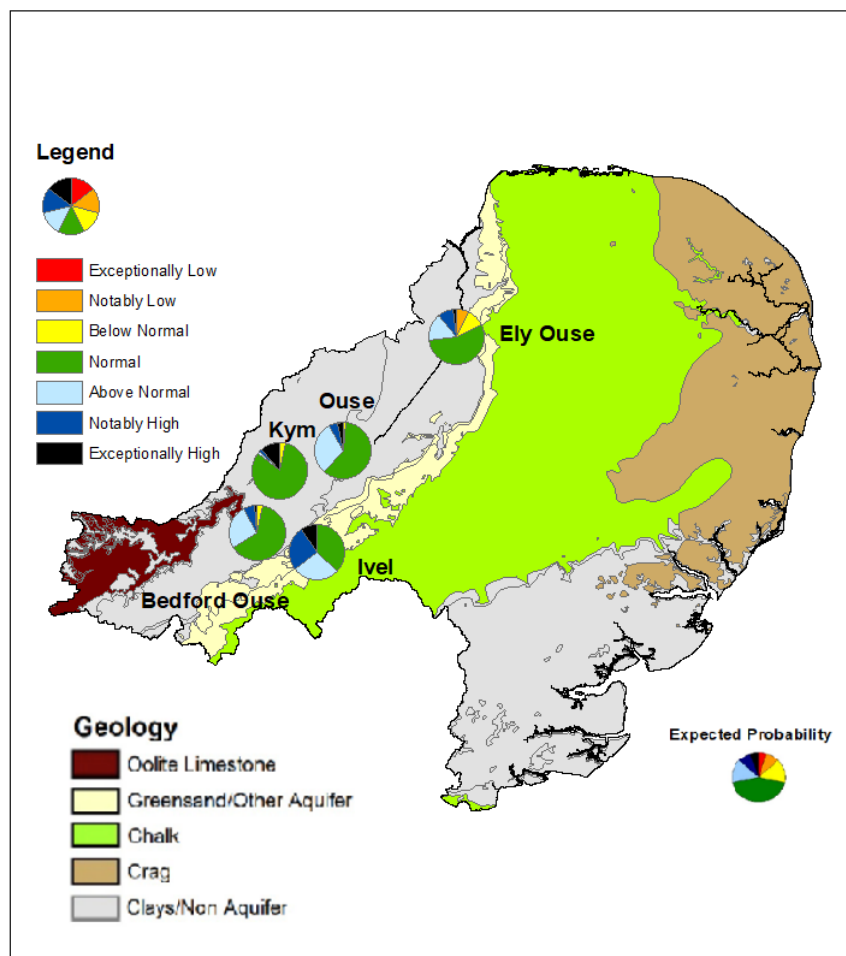 Legend
Exceptionally Low
Notably Low
Below Normal
Normal
Above Normal
Notably High
Exceptionally High
Ely Ouse
Ouse
Kym
Ivel
Bedford Ouse
Geology
Oolite Limestone
Greensand/Other Aquifer
Chalk
Crag
Clays/Non Aquifer
Expected Probability